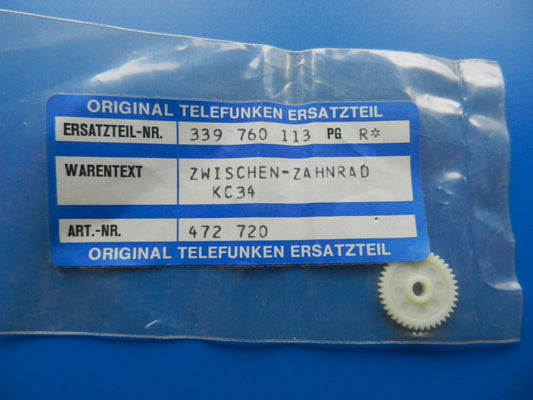 ORIGINAL TELEFUNKEN ERSATZTEIL
ERSATZTEIL-NR. 339 760 113 PG R*
WARENTEXT ZWISCHEN-ZAHNRAD
KC34
ART.-NR. 472 720
ORIGINAL TELEFUNKEN ERSATZTEIL